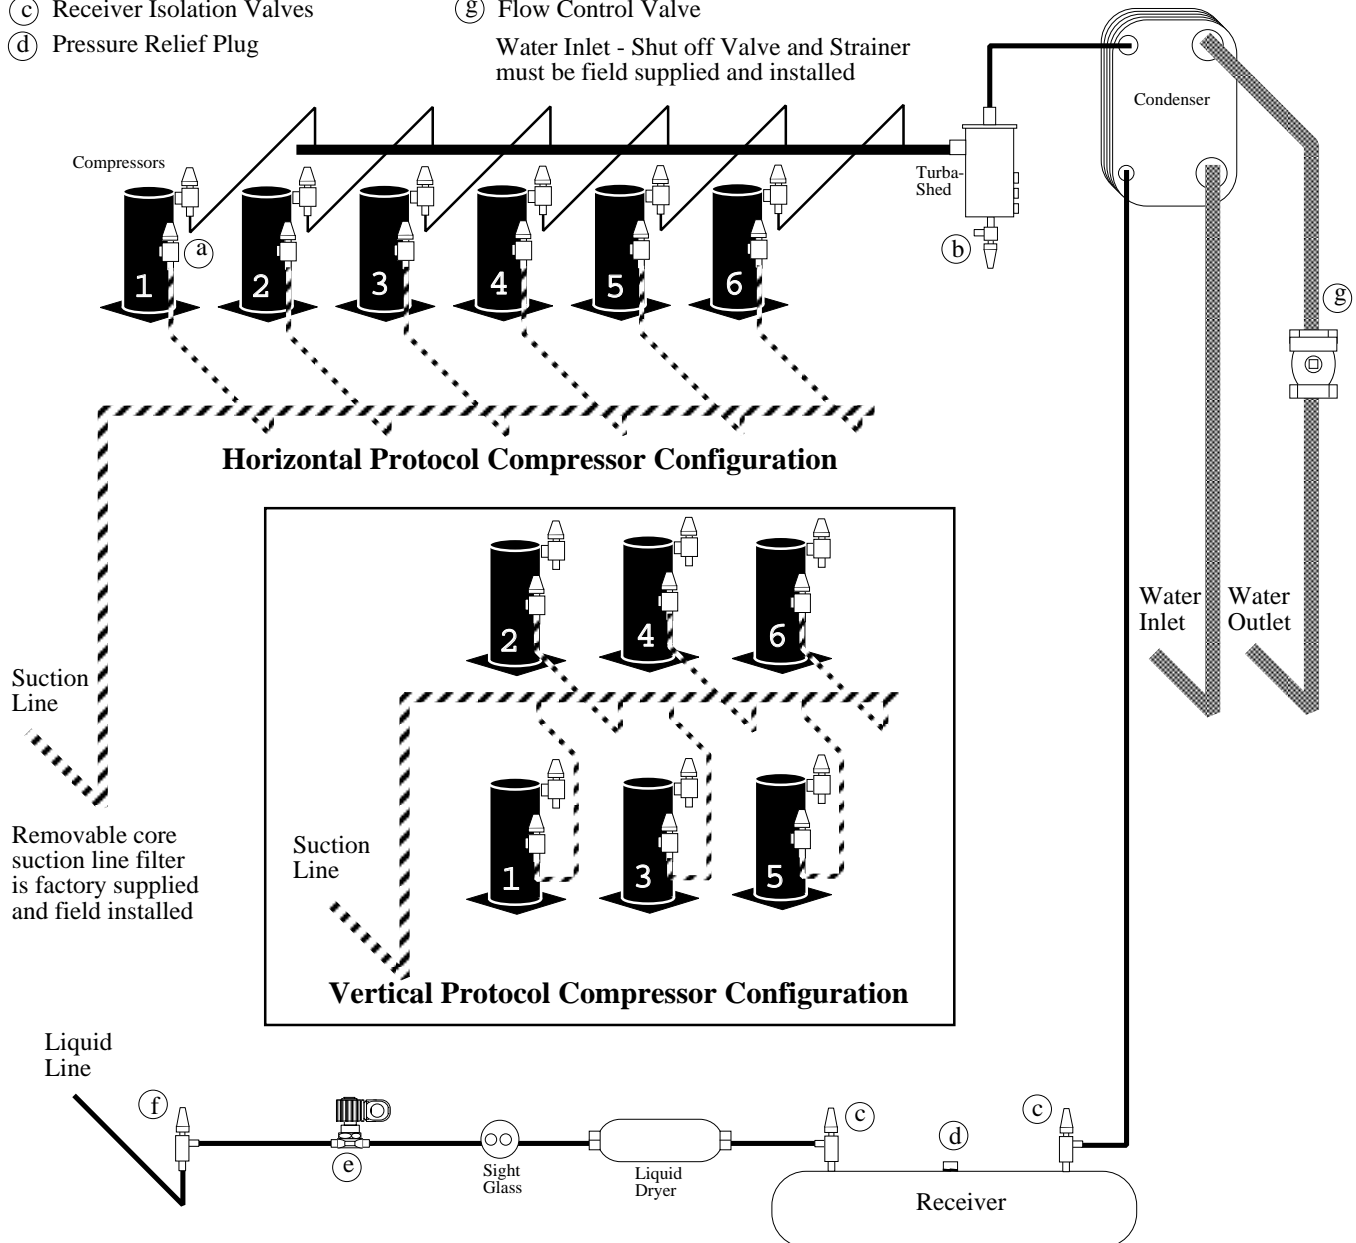 c Receiver Isolation Valves
d Pressure Relief Plug
g Flow Control Valve
Water Inlet - Shut off Valve and Strainer
must be field supplied and installed
Condenser
Compressors
Turba-
Shed
a
b
g
1
2
3
4
5
6
Horizontal Protocol Compressor Configuration
2
4
6
Water
Inlet
Water
Outlet
Suction
Line
Removable core
suction line filter
is factory supplied
and field installed
Suction
Line
1
3
5
Vertical Protocol Compressor Configuration
Liquid
Line
f
e
Sight
Glass
Liquid
Dryer
c
d
c
Receiver